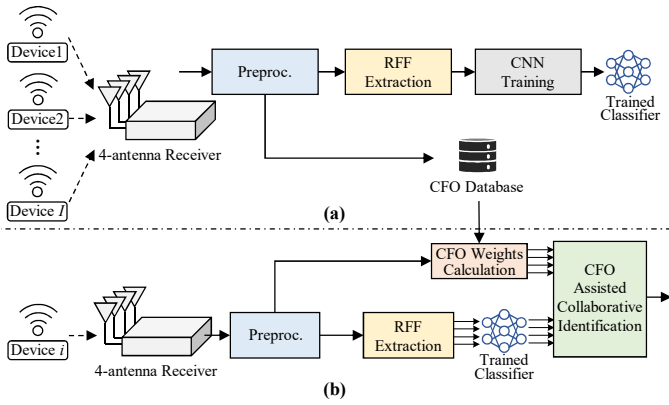 Device1
Device2
Device I
4-antenna Receiver
Preproc.
RFF
Extraction
CNN
Training
Trained
Classifier
CFO Database
(a)
Device i
4-antenna Receiver
Preproc.
CFO Weights
Calculation
RFF
Extraction
Trained
Classifier
CFO
Assisted
Collaborative
Identification
(b)